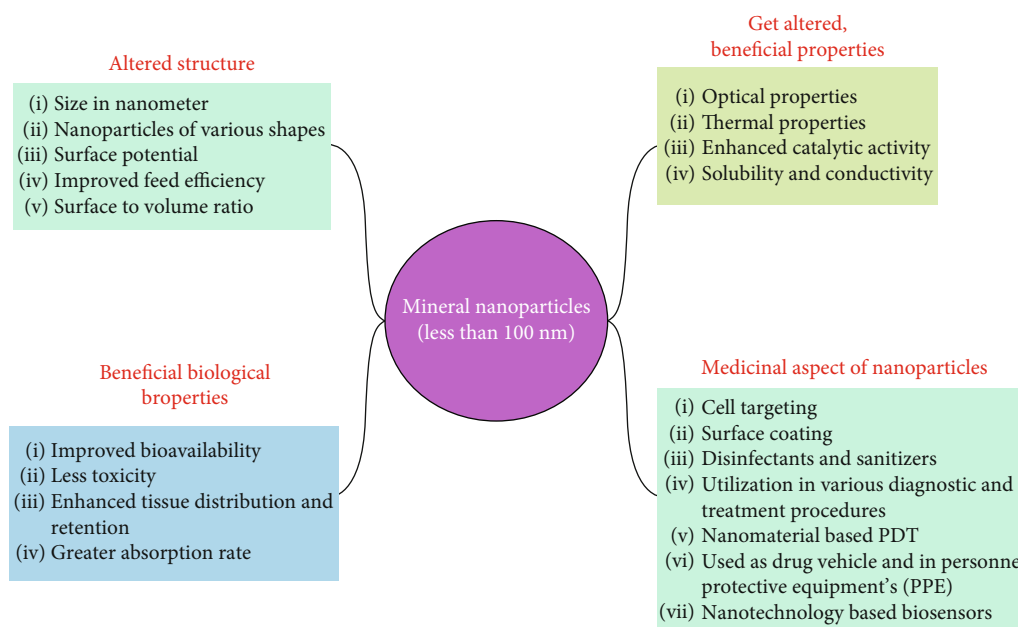 Altered structure
(i) Size in nanometer
(ii) Nanoparticles of various shapes
(iii) Surface potential
(iv) Improved feed efficiency
(v) Surface to volume ratio
Get altered,
beneficial properties
(i) Optical properties
(ii) Thermal properties
(iii) Enhanced catalytic activity
(iv) Solubility and conductivity
Mineral nanoparticles
(less than 100 nm)
Beneficial biological
broperties
(i) Improved bioavailability
(ii) Less toxicity
(iii) Enhanced tissue distribution and
retention
(iv) Greater absorption rate
Medicinal aspect of nanoparticles
(i) Cell targeting
(ii) Surface coating
(iii) Disinfectants and sanitizers
(iv) Utilization in various diagnostic and
treatment procedures
(v) Nanomaterial based PDT
(vi) Used as drug vehicle and in personne
protective equipment's (PPE)
(vii) Nanotechnology based biosensors